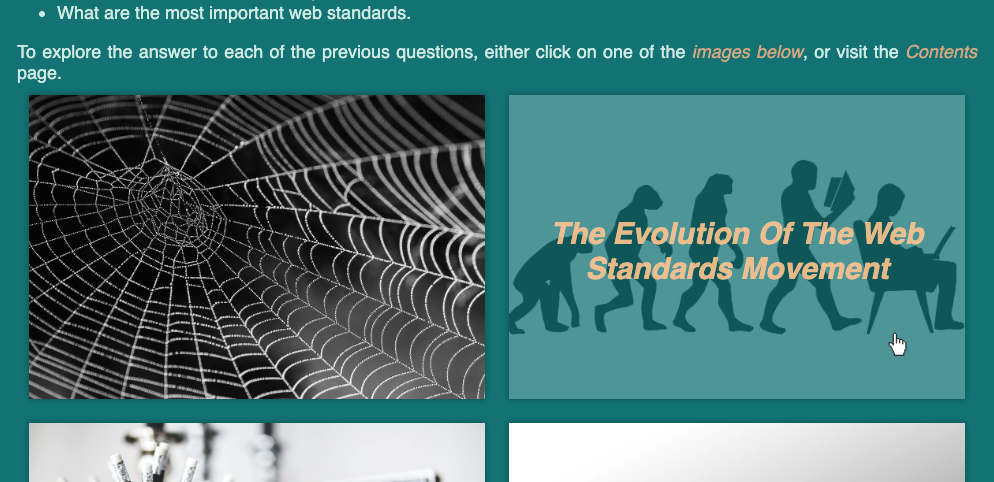 What are the most important web standards.
To explore the answer to each of the previous questions, either click on one of the images below, or visit the Contents
page.
The Evolution Of The Web
Standards Movement